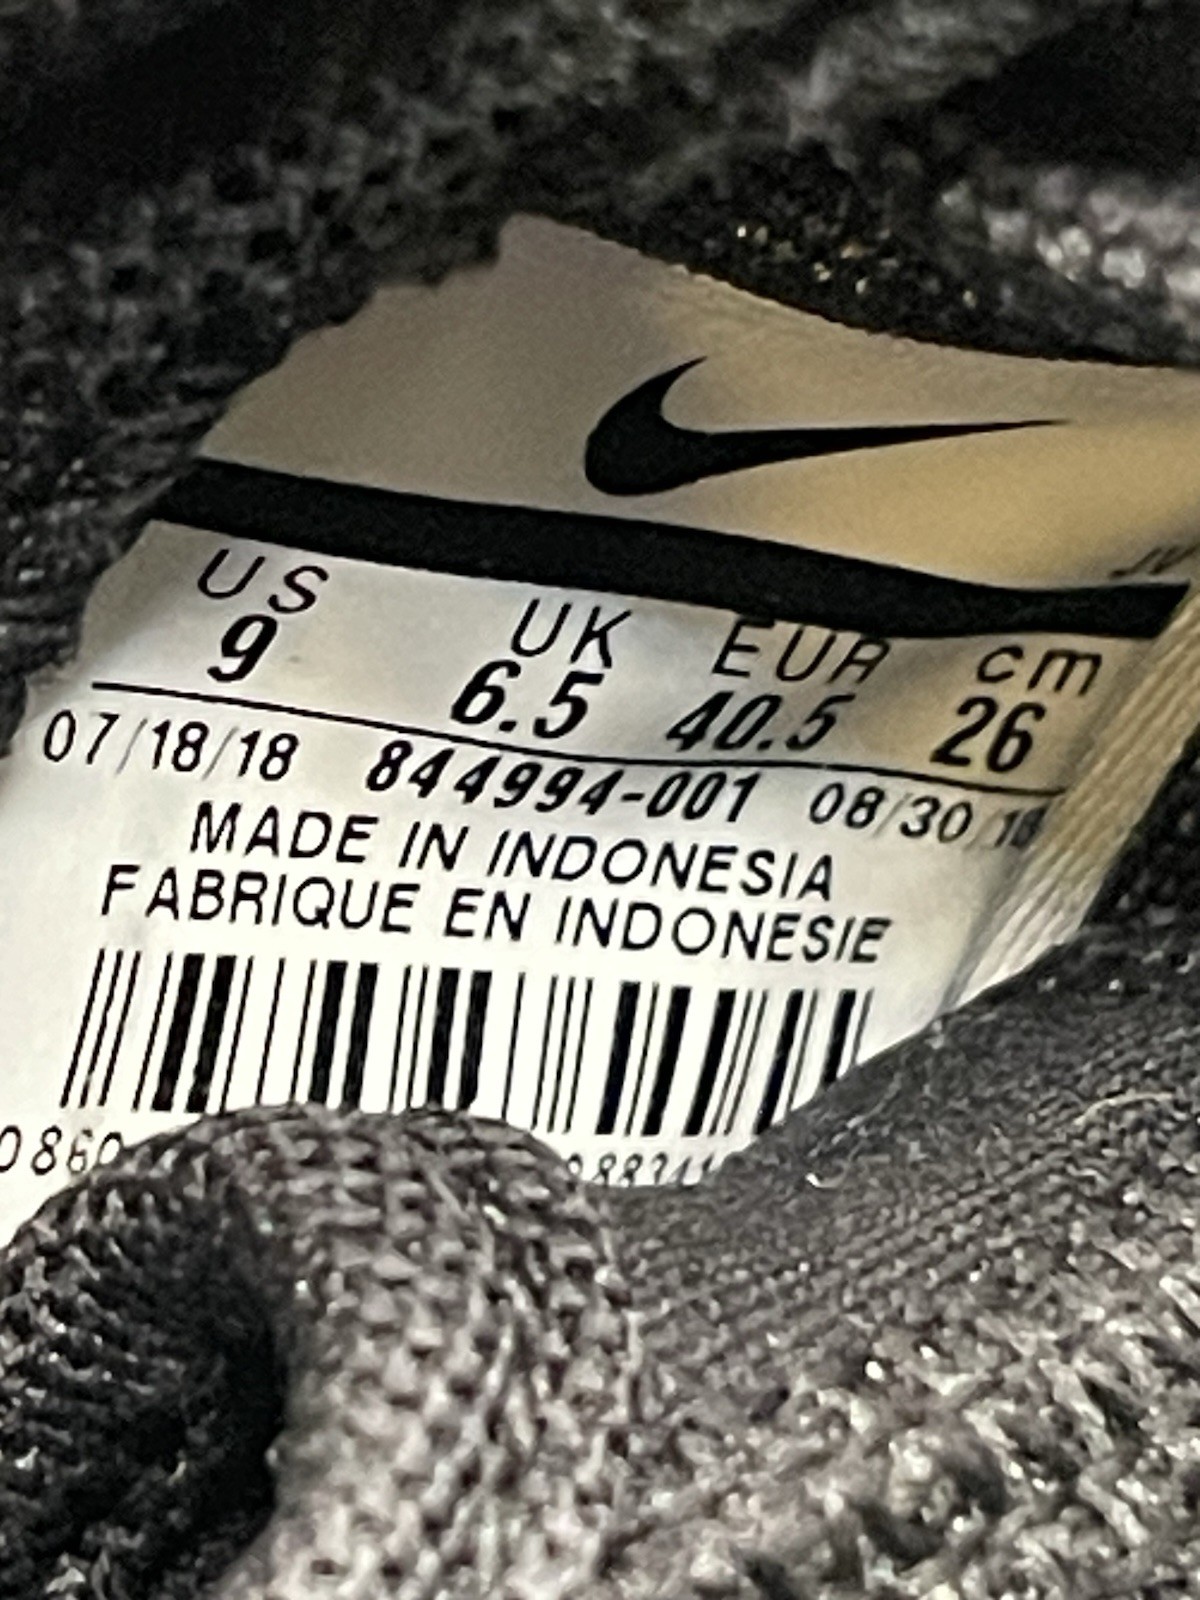 US UK EUR cm
9 6.5 40.5 26
07/18/18 844994-001 08/30/18
MADE IN INDONESIA
FABRIQUE EN INDONESIE